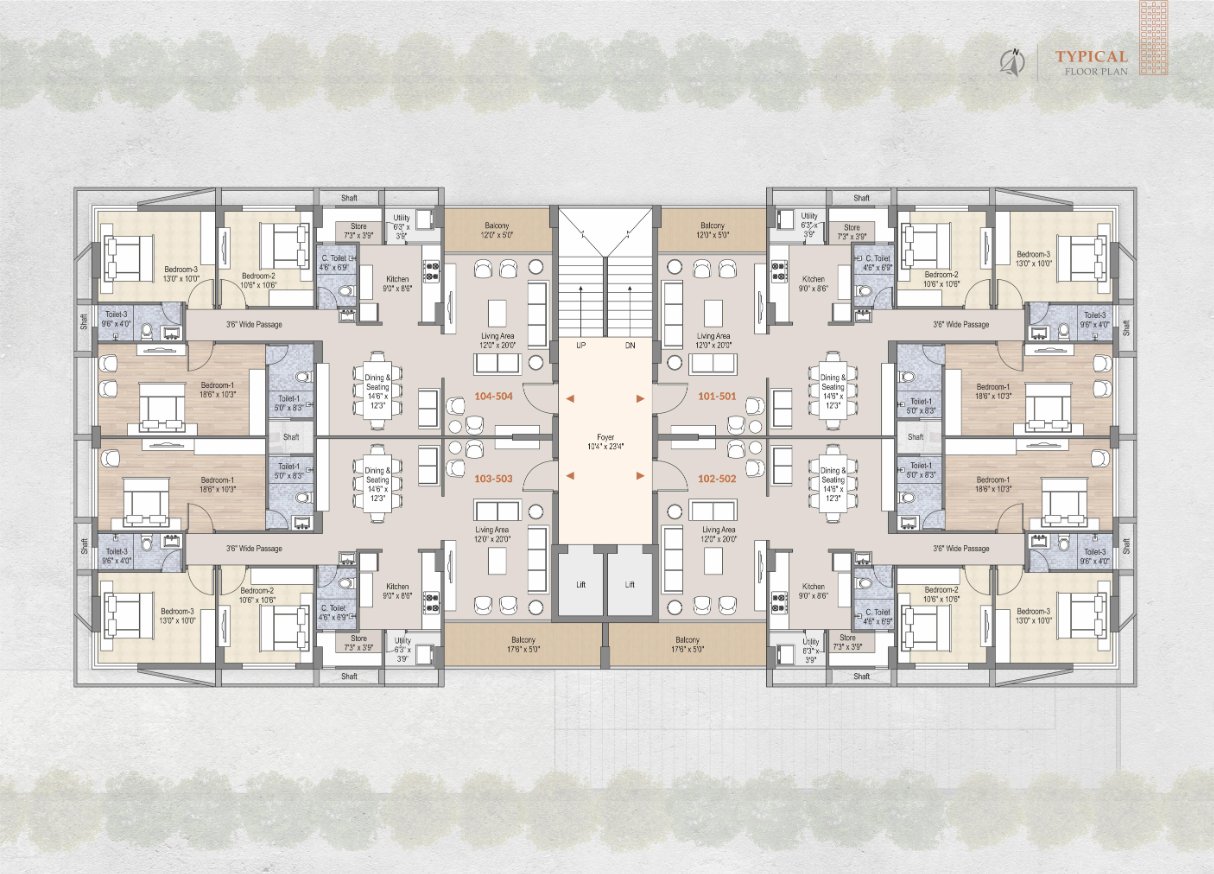 N
TYPICAL
FLOOR PLAN
Shaft
Utility
6'3" x
3'9"
Store
7'3" x 3'9"
Balcony
12'0" x 5'0"
Balcony
12'0" x 5'0"
Utility
6'3" x
3'9"
Store
7'3" x 3'9"
Shaft
Bedroom-3
13'0" x 10'0"
Bedroom-2
10'6" x 10'6"
C. Toilet
4'6" x 6'9"
Kitchen
9'0" x 8'6"
Kitchen
9'0" x 8'6"
C. Toilet
4'6" x 6'9"
Bedroom-2
10'6" x 10'6"
Bedroom-3
13'0" x 10'0"
Shaft
Toilet-3
9'6" x 4'0"
3'6" Wide Passage
Living Area
12'0" x 20'0"
UP
DN
Living Area
12'0" x 20'0"
3'6" Wide Passage
Toilet-3
9'6" x 4'0"
Shaft
Bedroom-1
18'6" x 10'3"
Toilet-1
5'0" x 8'3"
Dining &
Seating
14'6" x
12'3"
104-504
101-501
Dining &
Seating
14'6" x
12'3"
Toilet-1
5'0" x 8'3"
Bedroom-1
18'6" x 10'3"
Shaft
Foyer
10'4" x 23'4"
Shaft
Bedroom-1
18'6" x 10'3"
Toilet-1
5'0" x 8'3"
Dining &
Seating
14'6" x
12'3"
103-503
102-502
Dining &
Seating
14'6" x
12'3"
Toilet-1
5'0" x 8'3"
Bedroom-1
18'6" x 10'3"
Shaft
Toilet-3
9'6" x 4'0"
3'6" Wide Passage
Living Area
12'0" x 20'0"
Living Area
12'0" x 20'0"
3'6" Wide Passage
Toilet-3
9'6" x 4'0"
Shaft
Bedroom-3
13'0" x 10'0"
Bedroom-2
10'6" x 10'6"
C. Toilet
4'6" x 6'9"
Kitchen
9'0" x 8'6"
Lift
Lift
Kitchen
9'0" x 8'6"
C. Toilet
4'6" x 6'9"
Bedroom-2
10'6" x 10'6"
Bedroom-3
13'0" x 10'0"
Store
7'3" x 3'9"
Utility
6'3" x
3'9"
Balcony
17'6" x 5'0"
Balcony
17'6" x 5'0"
Utility
6'3" x
3'9"
Store
7'3" x 3'9"
Shaft
Shaft